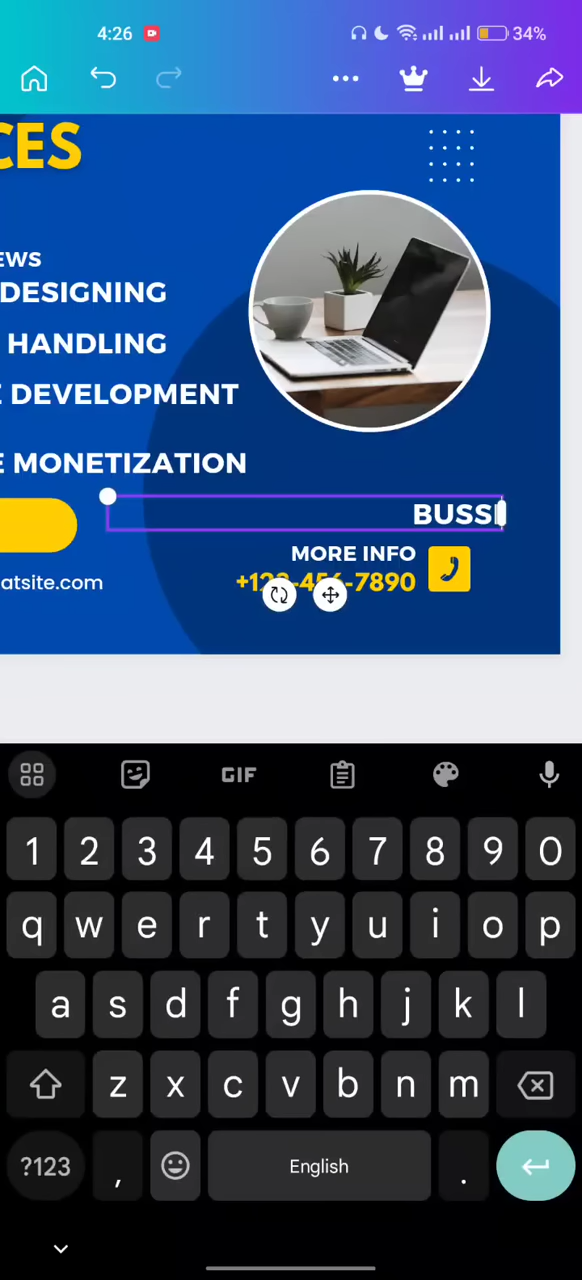 4:26
34%
CES
EWS
DESIGNING
HANDLING
E DEVELOPMENT
E MONETIZATION
BUSSI
MORE INFO
atsite.com
+123-456-7890
GIF
1 2 3 4 5 6 7 8 9 0
q w e r t y u i o p
a s d f g h j k l
z x c v b n m
?123 , English .